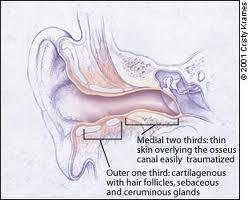 © 2001 Cristy Krames
Medial two thirds: thin
skin overlying the osseus
canal easily traumatized
Outer one third: cartilagenous
with hair follicles, sebaceous
and ceruminous glands